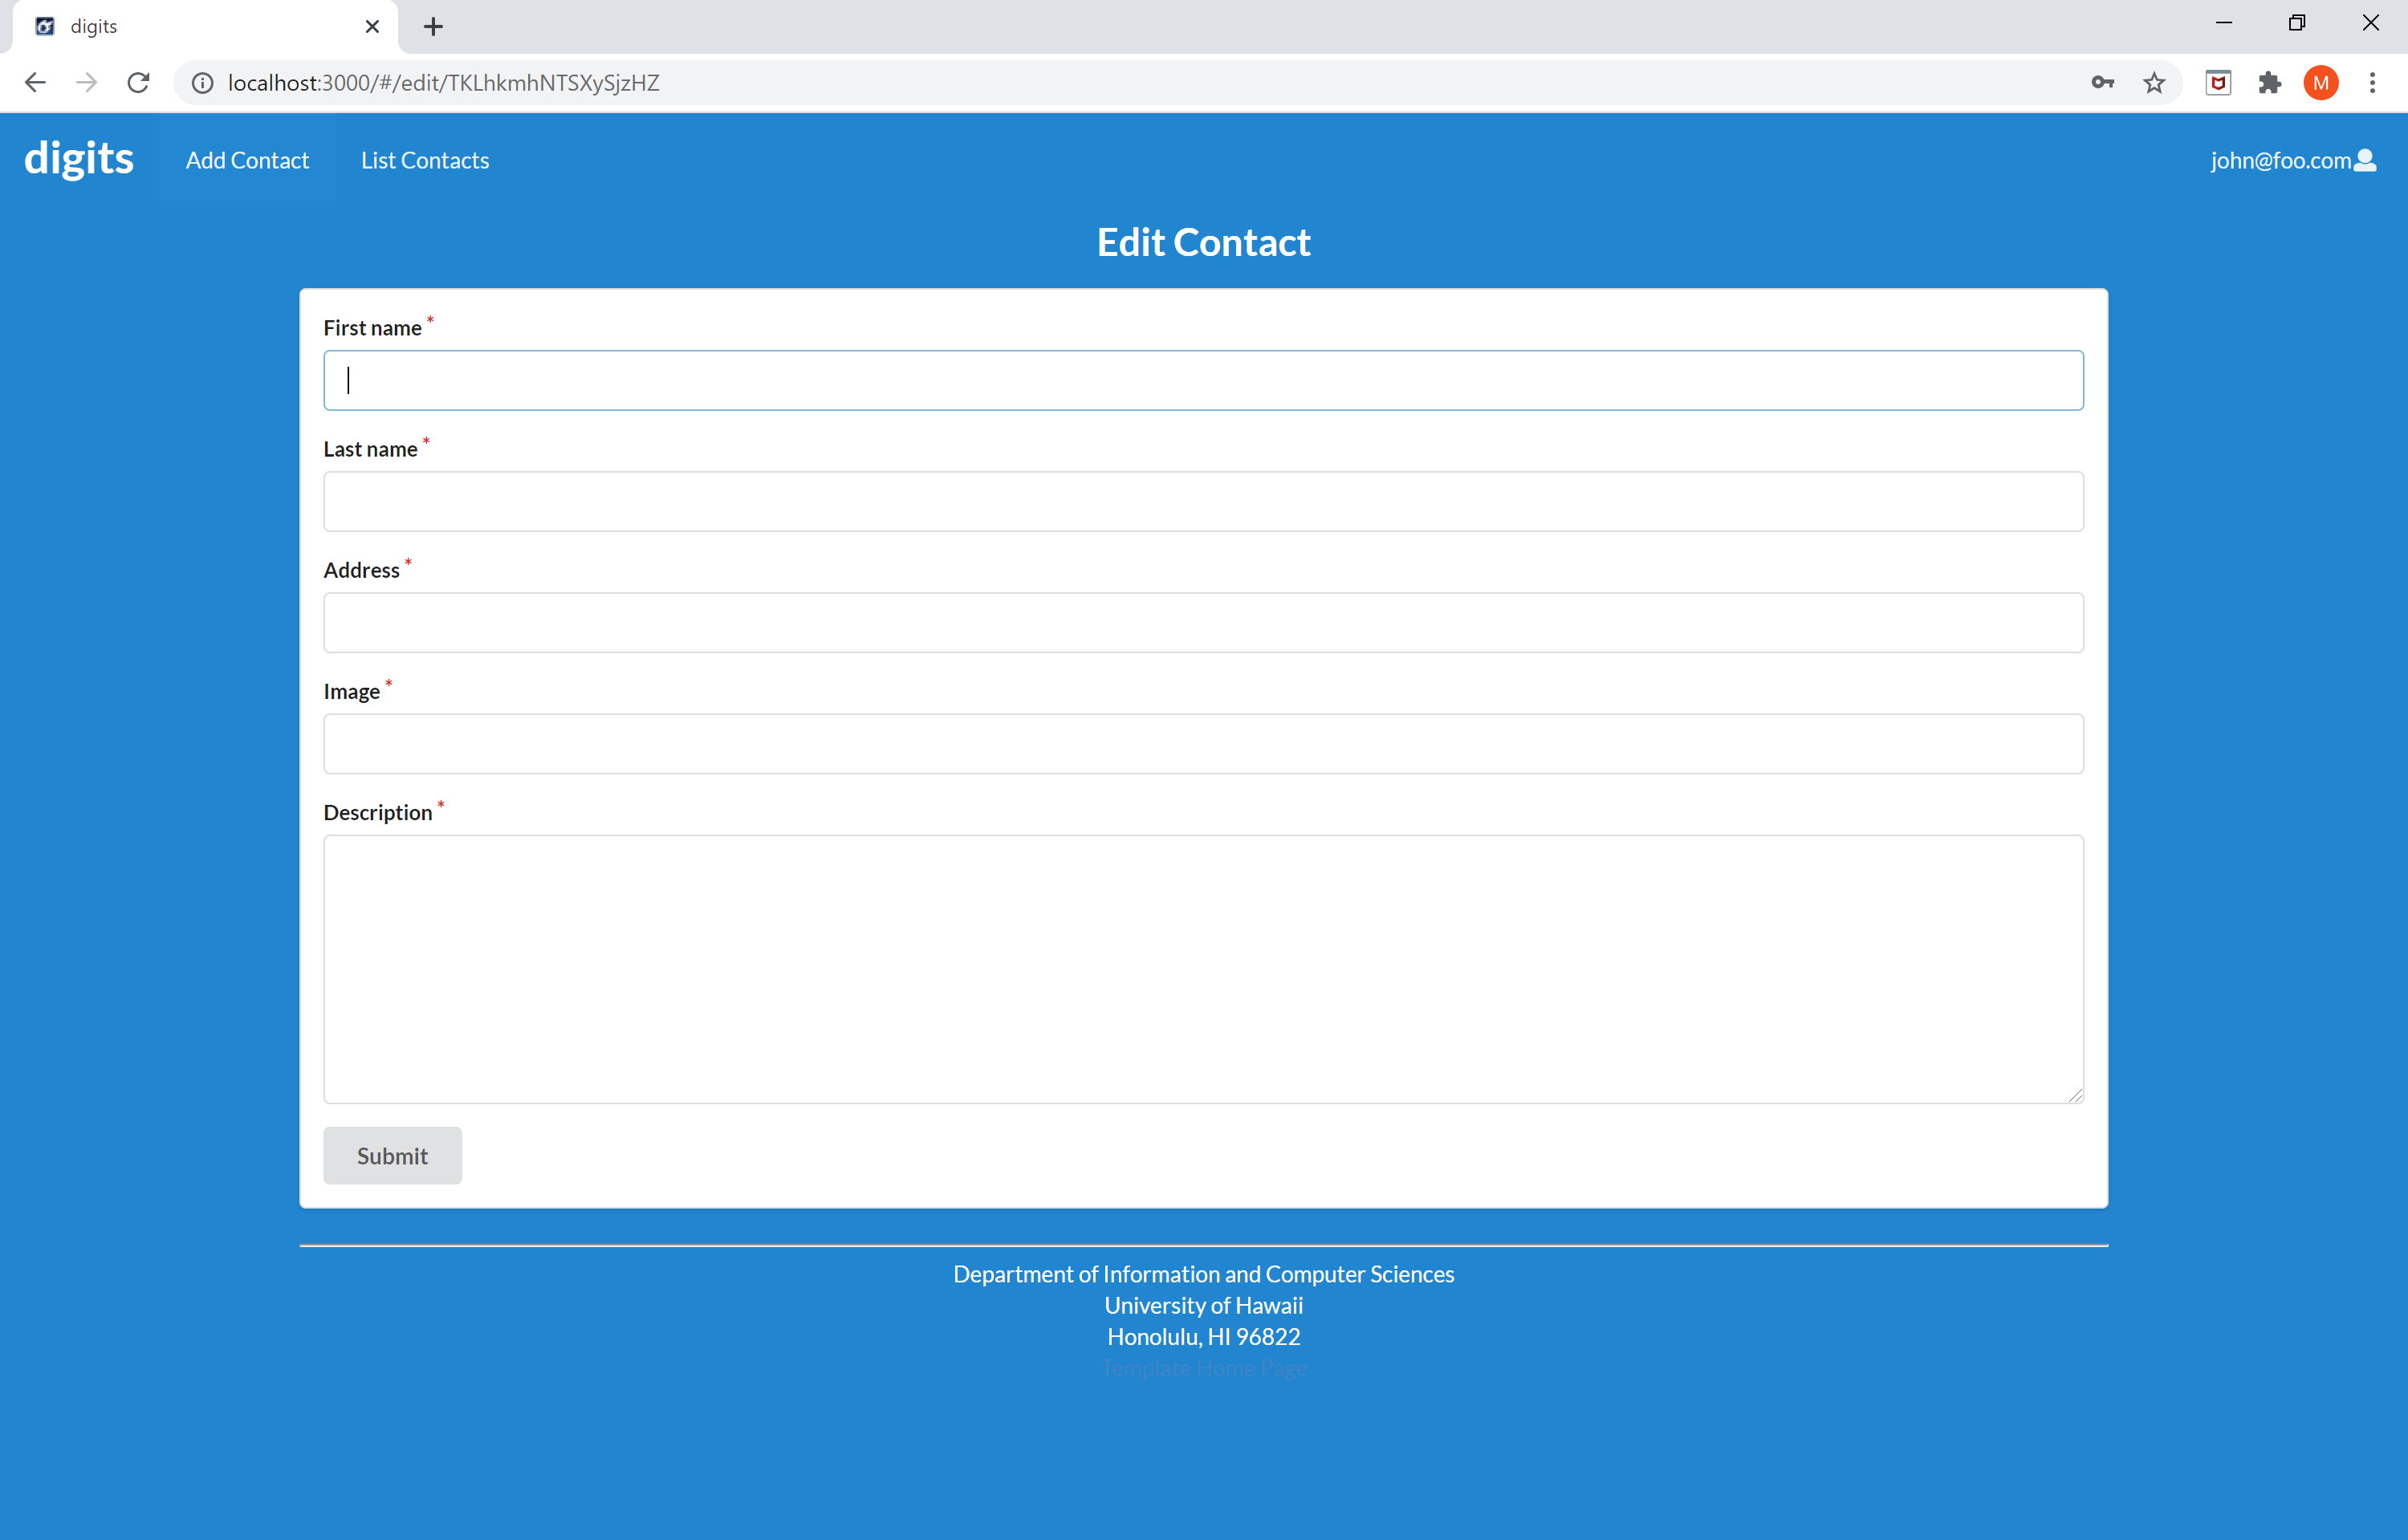 digits
localhost:3000/#/edit/TKLhkmhNTSXySjzHZ
M
digits Add Contact List Contacts john@foo.com
Edit Contact
First name *
Last name *
Address *
Image *
Description *
Submit
Department of Information and Computer Sciences
University of Hawaii
Honolulu, HI 96822
Template Home Page